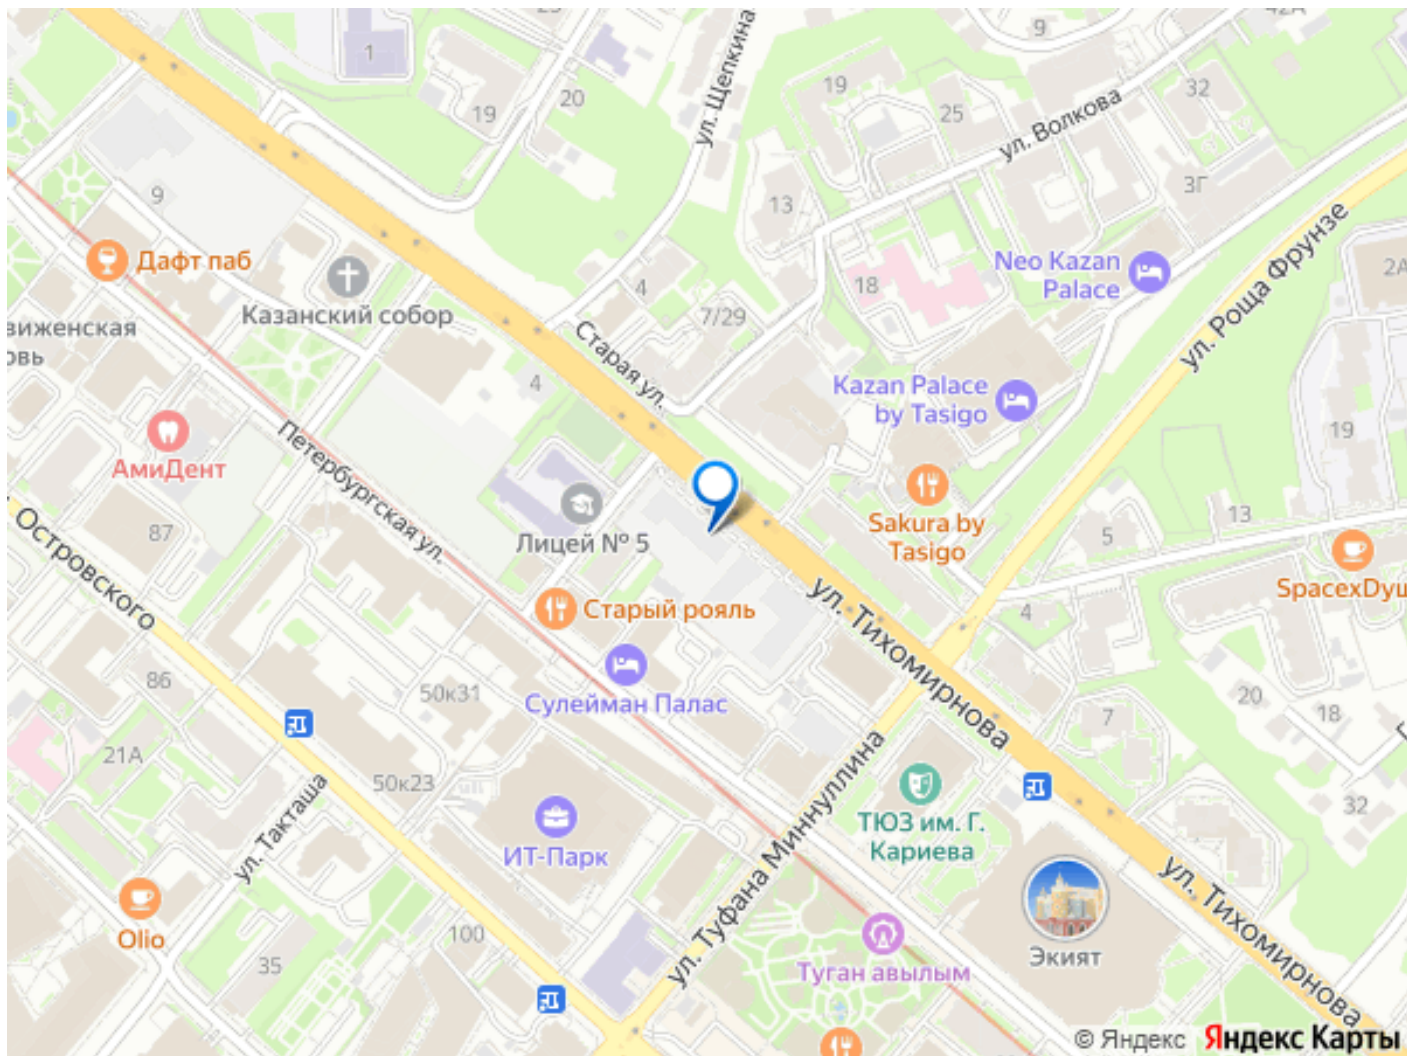 42А
9
1
ул. Щепкина
19
20
19
25
32
ул. Волкова
9
13
3Г
ул. Роща Фрунзе
Дафт паб
Казанский собор
4
7/29
18
Neo Kazan
Palace
2А
Старая ул.
4
Kazan Palace
by Tasigo
АмиДент
Петербургская ул.
19
87
Лицей № 5
Sakura by
Tasigo
13
5
SpacexDyu
Островского
Старый рояль
ул. Тихомирнова
4
86
50к31
Сулейман Палас
20
18
7
21А
50к23
ул. Такташа
ИТ-Парк
ул. Туфана Миннуллина
ТЮЗ им. Г.
Кариева
32
ул. Тихомирнова
Olio
100
35
Туган авылым
Экият
© Яндекс Яндекс Карты